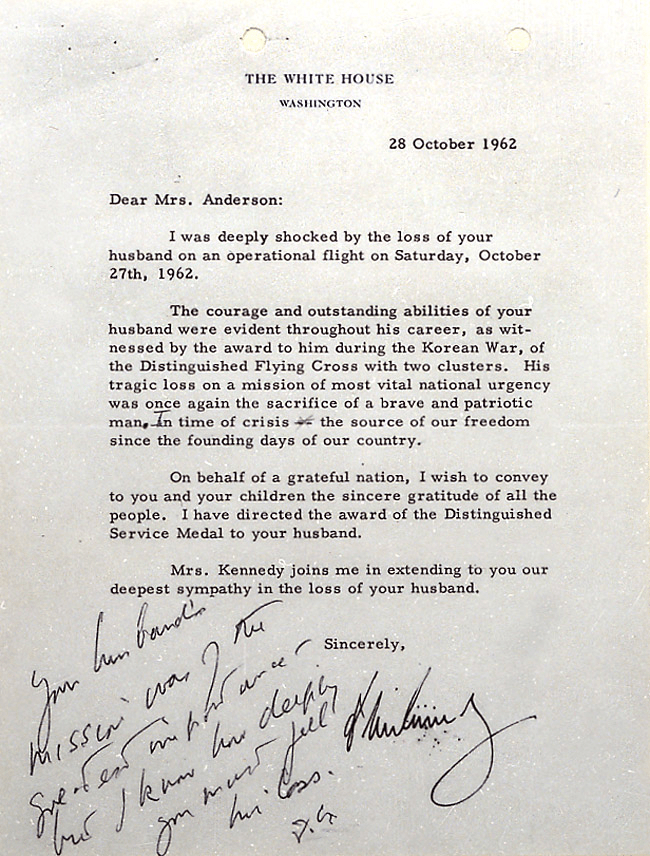 THE WHITE HOUSE
WASHINGTON
28 October 1962
Dear Mrs. Anderson:
I was deeply shocked by the loss of your
husband on an operational flight on Saturday, October
27th, 1962.
The courage and outstanding abilities of your
husband were evident throughout his career, as wit-
nessed by the award to him during the Korean War, of
the Distinguished Flying Cross with two clusters. His
tragic loss on a mission of most vital national urgency
was once again the sacrifice of a brave and patriotic
man. In time of crisis the source of our freedom
since the founding days of our country.
On behalf of a grateful nation, I wish to convey
to you and your children the sincere gratitude of all the
people. I have directed the award of the Distinguished
Service Medal to your husband.
Mrs. Kennedy joins me in extending to you our
deepest sympathy in the loss of your husband.
Sincerely,
Your husband's
mission was of the
greatest importance
but I know how deeply
you must feel
his loss.